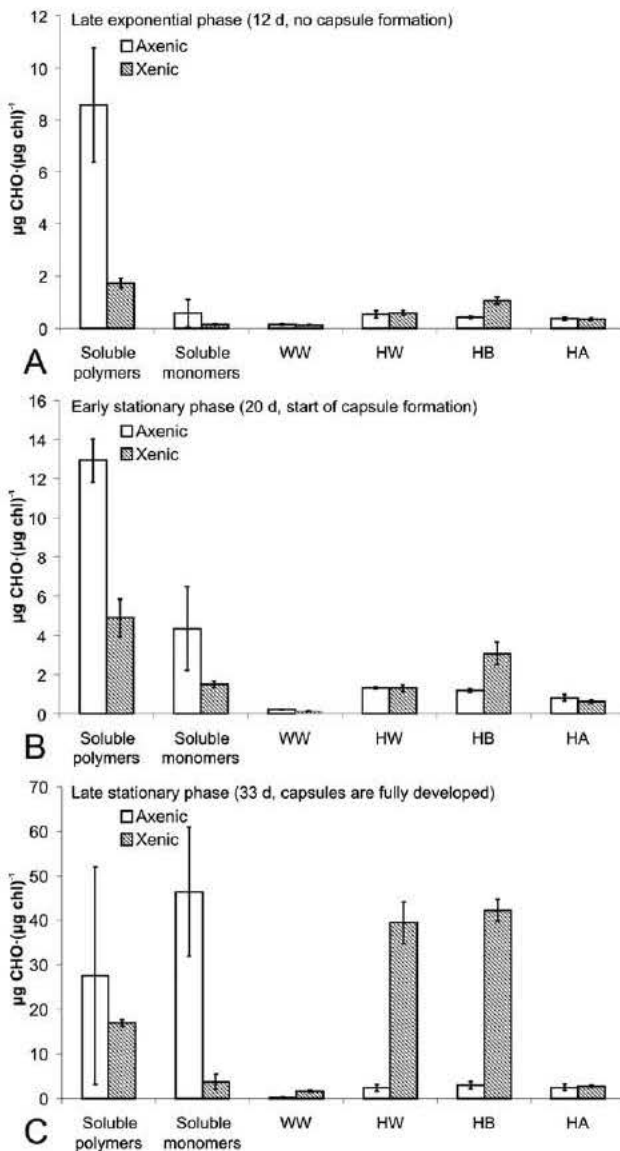 Late exponential phase (12 d, no capsule formation)
Axenic
Xenic
µg CHO·(µg chl)⁻¹
12
10
8
6
4
2
0
Soluble polymers
Soluble monomers
WW
HW
HB
HA
A
Early stationary phase (20 d, start of capsule formation)
Axenic
Xenic
µg CHO·(µg chl)⁻¹
16
14
12
10
8
6
4
2
0
Soluble polymers
Soluble monomers
WW
HW
HB
HA
B
Late stationary phase (33 d, capsules are fully developed)
Axenic
Xenic
µg CHO·(µg chl)⁻¹
70
60
50
40
30
20
10
0
Soluble polymers
Soluble monomers
WW
HW
HB
HA
C